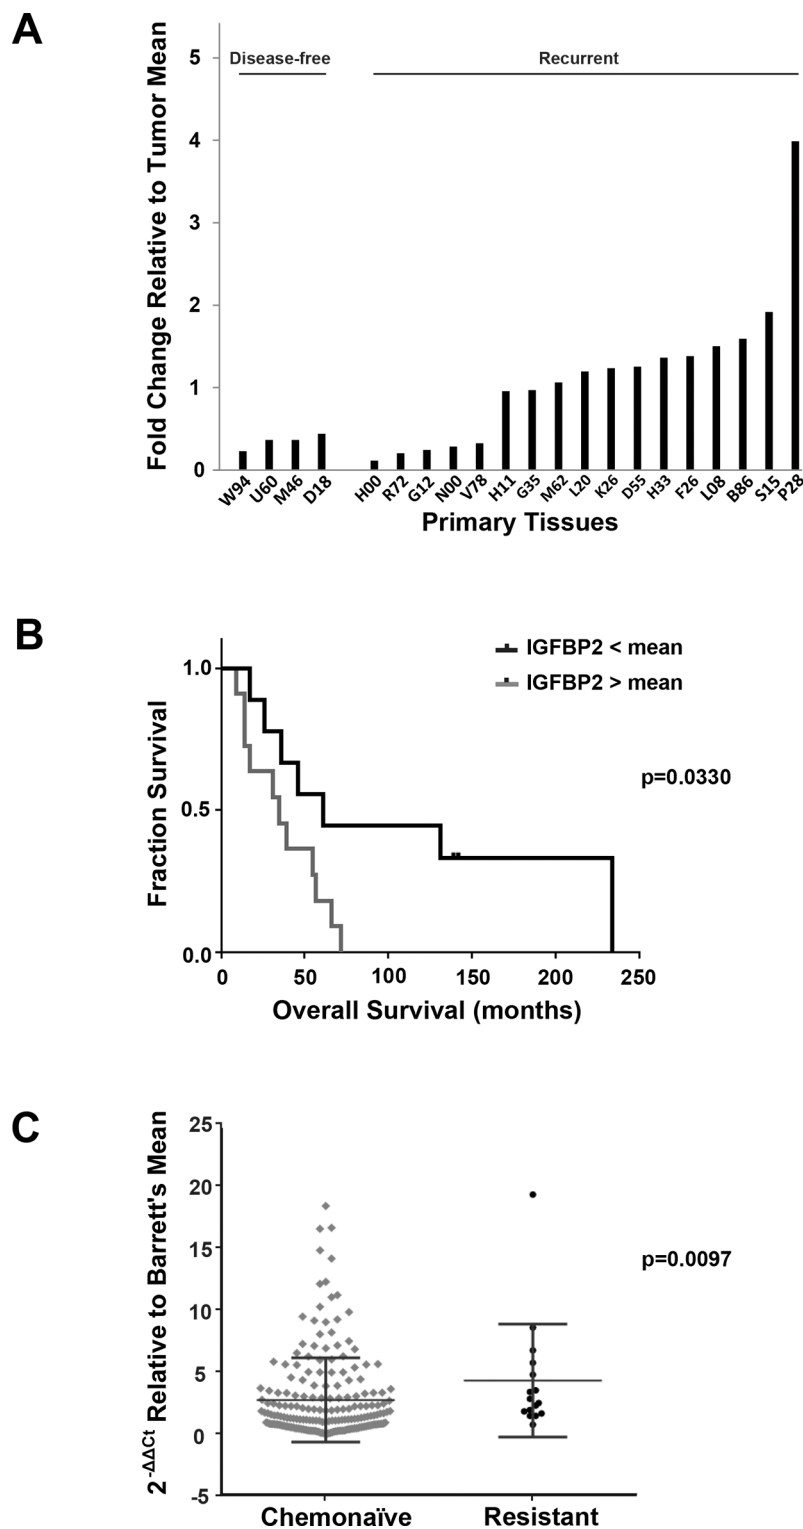 A
Fold Change Relative to Tumor Mean
5
4
3
2
1
0
Disease-free
Recurrent
W94 U60 M46 D18 H00 R72 G12 N00 V78 H11 G35 M62 L20 K26 D55 H33 F26 L08 B86 S15 P28
Primary Tissues
B
Fraction Survival
1.0
0.5
0.0
IGFBP2 < mean
IGFBP2 > mean
p=0.0330
0 50 100 150 200 250
Overall Survival (months)
C
2-ΔΔCt Relative to Barrett's Mean
25
20
15
10
5
0
-5
p=0.0097
Chemonaïve Resistant